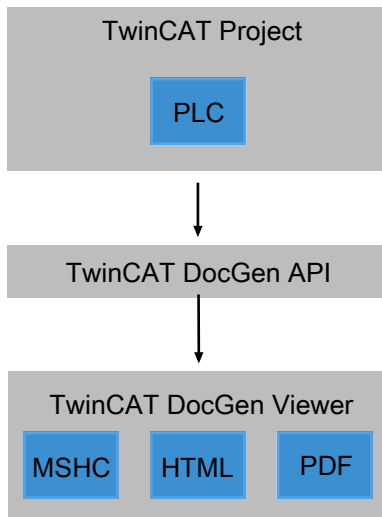 TwinCAT Project
PLC
TwinCAT DocGen API
TwinCAT DocGen Viewer
MSHC HTML PDF